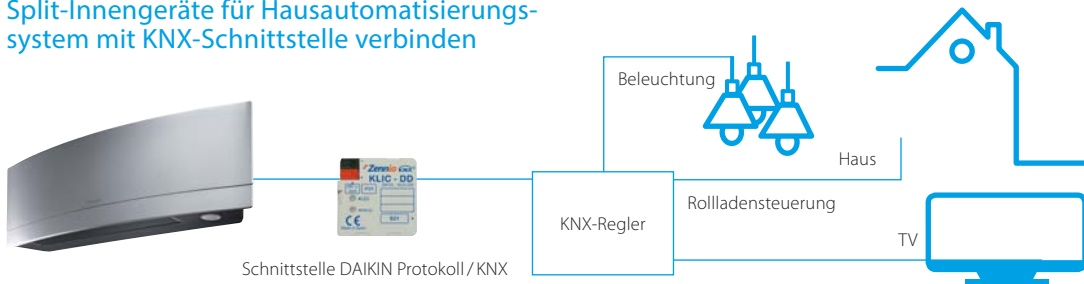 Split-Innengeräte für Hausautomatisierungs-
system mit KNX-Schnittstelle verbinden
Beleuchtung
Zennio KNX
KLIC - DD
Haus
Rollladensteuerung
KNX-Regler
TV
CE
Schnittstelle DAIKIN Protokoll / KNX